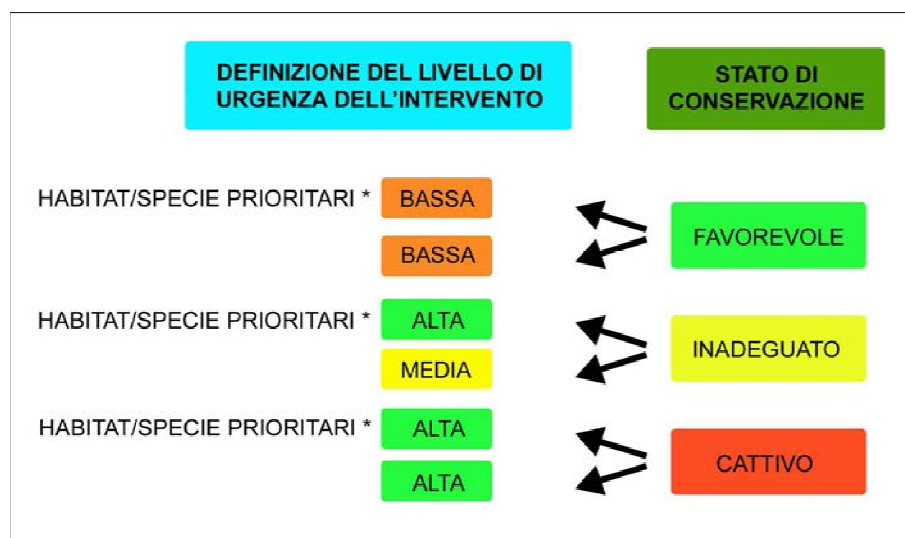 DEFINIZIONE DEL LIVELLO DI
URGENZA DELL'INTERVENTO
STATO DI
CONSERVAZIONE
HABITAT/SPECIE PRIORITARI *
BASSA
BASSA
FAVOREVOLE
HABITAT/SPECIE PRIORITARI *
ALTA
MEDIA
INADEGUATO
HABITAT/SPECIE PRIORITARI *
ALTA
ALTA
CATTIVO